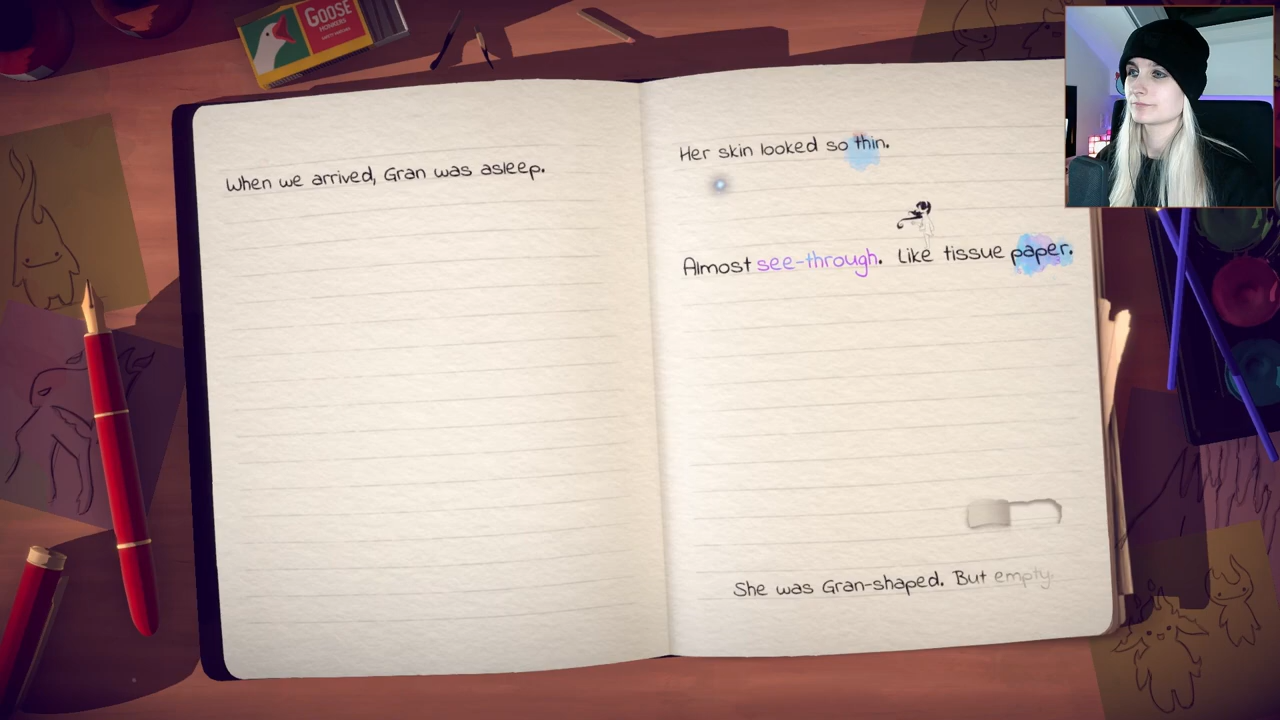 GOOSE
When we arrived, Gran was asleep.
Her skin looked so thin.
Almost see-through. Like tissue paper.
She was Gran-shaped. But empty.